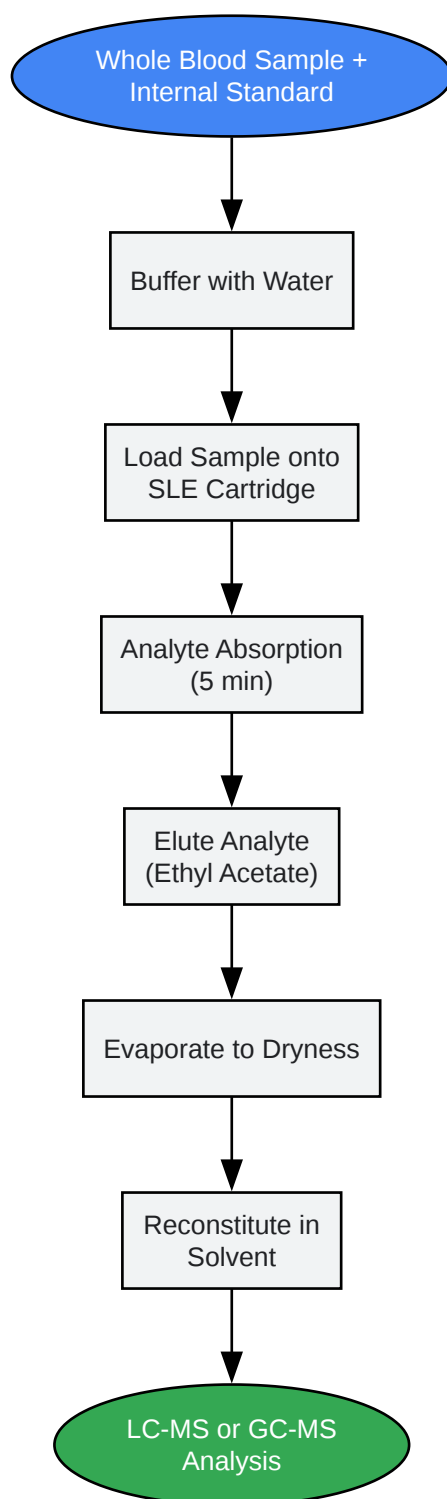 Whole Blood Sample +
Internal Standard
Buffer with Water
Load Sample onto
SLE Cartridge
Analyte Absorption
(5 min)
Elute Analyte
(Ethyl Acetate)
Evaporate to Dryness
Reconstitute in
Solvent
LC-MS or GC-MS
Analysis